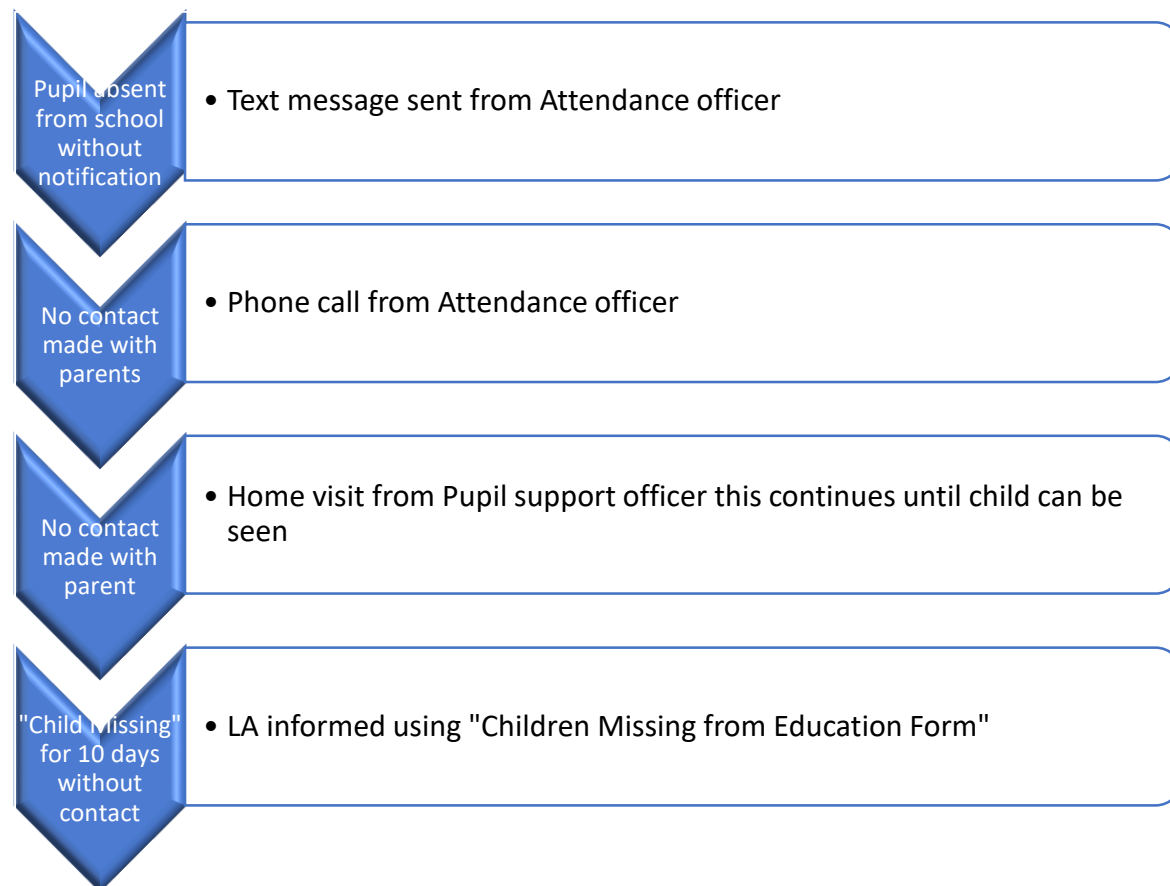 Pupil absent
from school
without
notification
• Text message sent from Attendance officer
No contact
made with
parents
• Phone call from Attendance officer
No contact
made with
parent
• Home visit from Pupil support officer this continues until child can be
seen
"Child Missing"
for 10 days
without
contact
• LA informed using "Children Missing from Education Form"